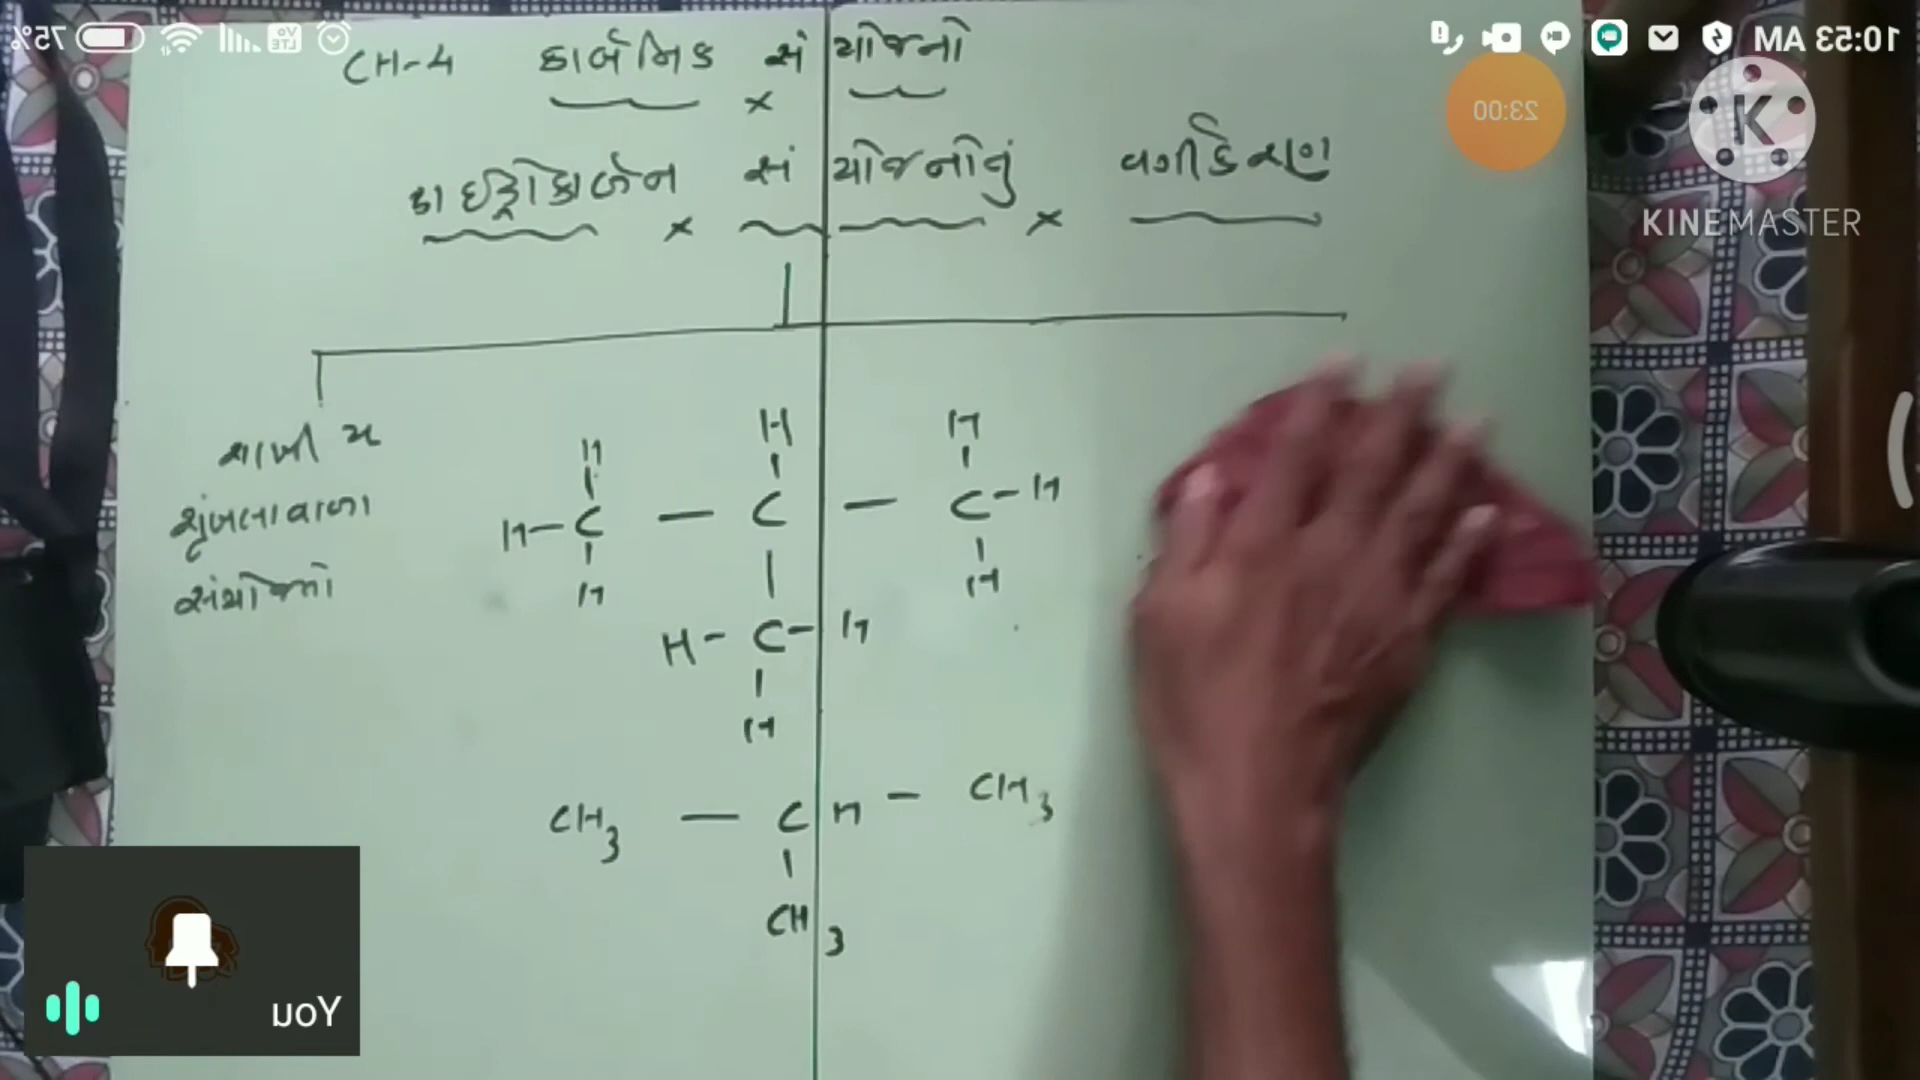 75%
10:53 AM
23:00
K
KINEMASTER
CH-4 કાર્બનિક સંયોજનો
x
હાઇડ્રોકાર્બન સંયોજનોનું વર્ગીકરણ
x x
શાખીય
શૃંખલાવાળા
સંયોજનો
H H H
H-C — C — C-H
H H
H-C-H
H
CH3 — CH - CH3
CH3
You